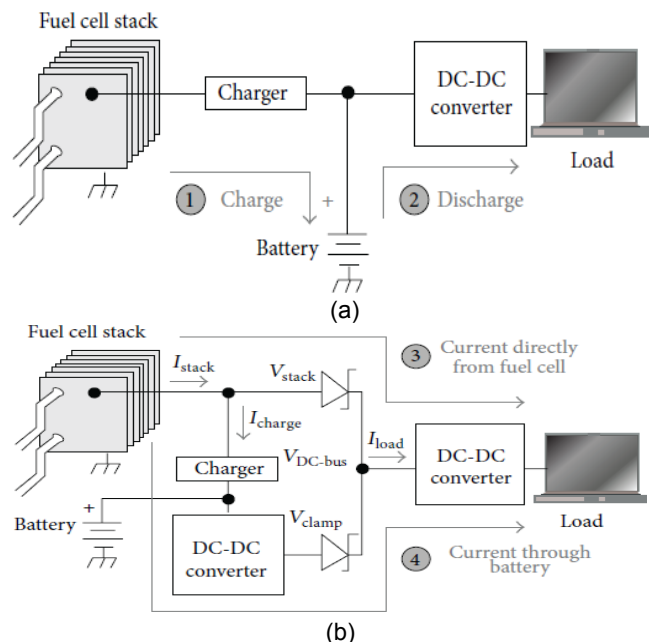 Fuel cell stack
Charger
DC-DC
converter
Load
1 Charge
+
2 Discharge
Battery
(a)
Fuel cell stack
3 Current directly
from fuel cell
I_stack
V_stack
I_charge
I_load
Charger
V_DC-bus
DC-DC
converter
Battery
+
V_clamp
Load
DC-DC
converter
4 Current through
battery
(b)